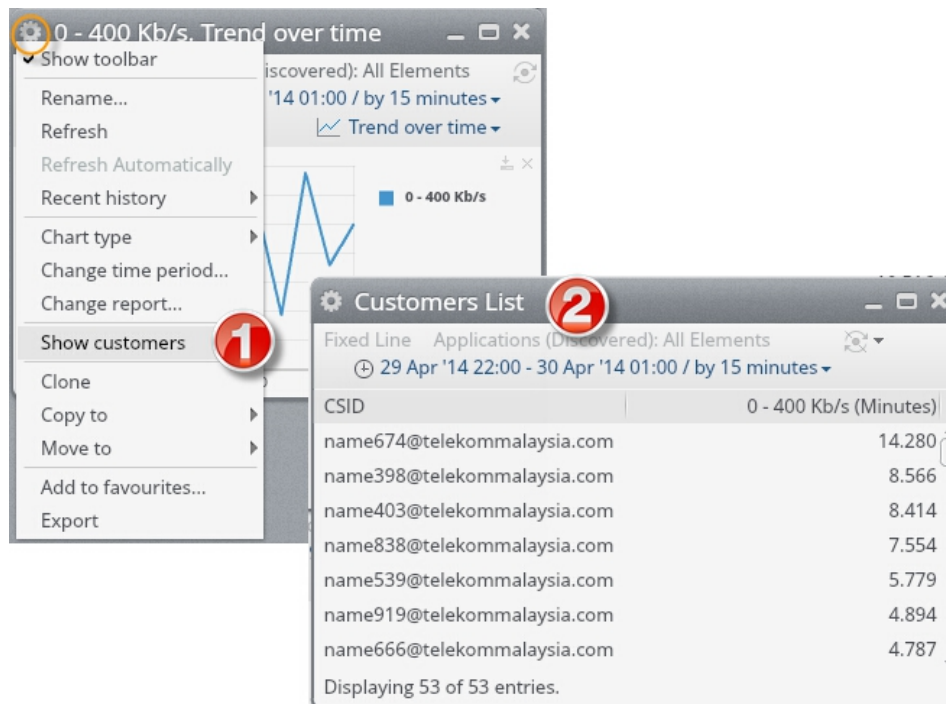 0 - 400 Kb/s. Trend over time
Show toolbar
Rename...
Refresh
Refresh Automatically
Recent history
Chart type
Change time period...
Change report...
Show customers
Clone
Copy to
Move to
Add to favourites...
Export
iscovered): All Elements
'14 01:00 / by 15 minutes
Trend over time
0 - 400 Kb/s
1
Customers List
2
Fixed Line Applications (Discovered): All Elements
29 Apr '14 22:00 - 30 Apr '14 01:00 / by 15 minutes
CSID 0 - 400 Kb/s (Minutes)
name674@telekommalaysia.com 14.280
name398@telekommalaysia.com 8.566
name403@telekommalaysia.com 8.414
name838@telekommalaysia.com 7.554
name539@telekommalaysia.com 5.779
name919@telekommalaysia.com 4.894
name666@telekommalaysia.com 4.787
Displaying 53 of 53 entries.